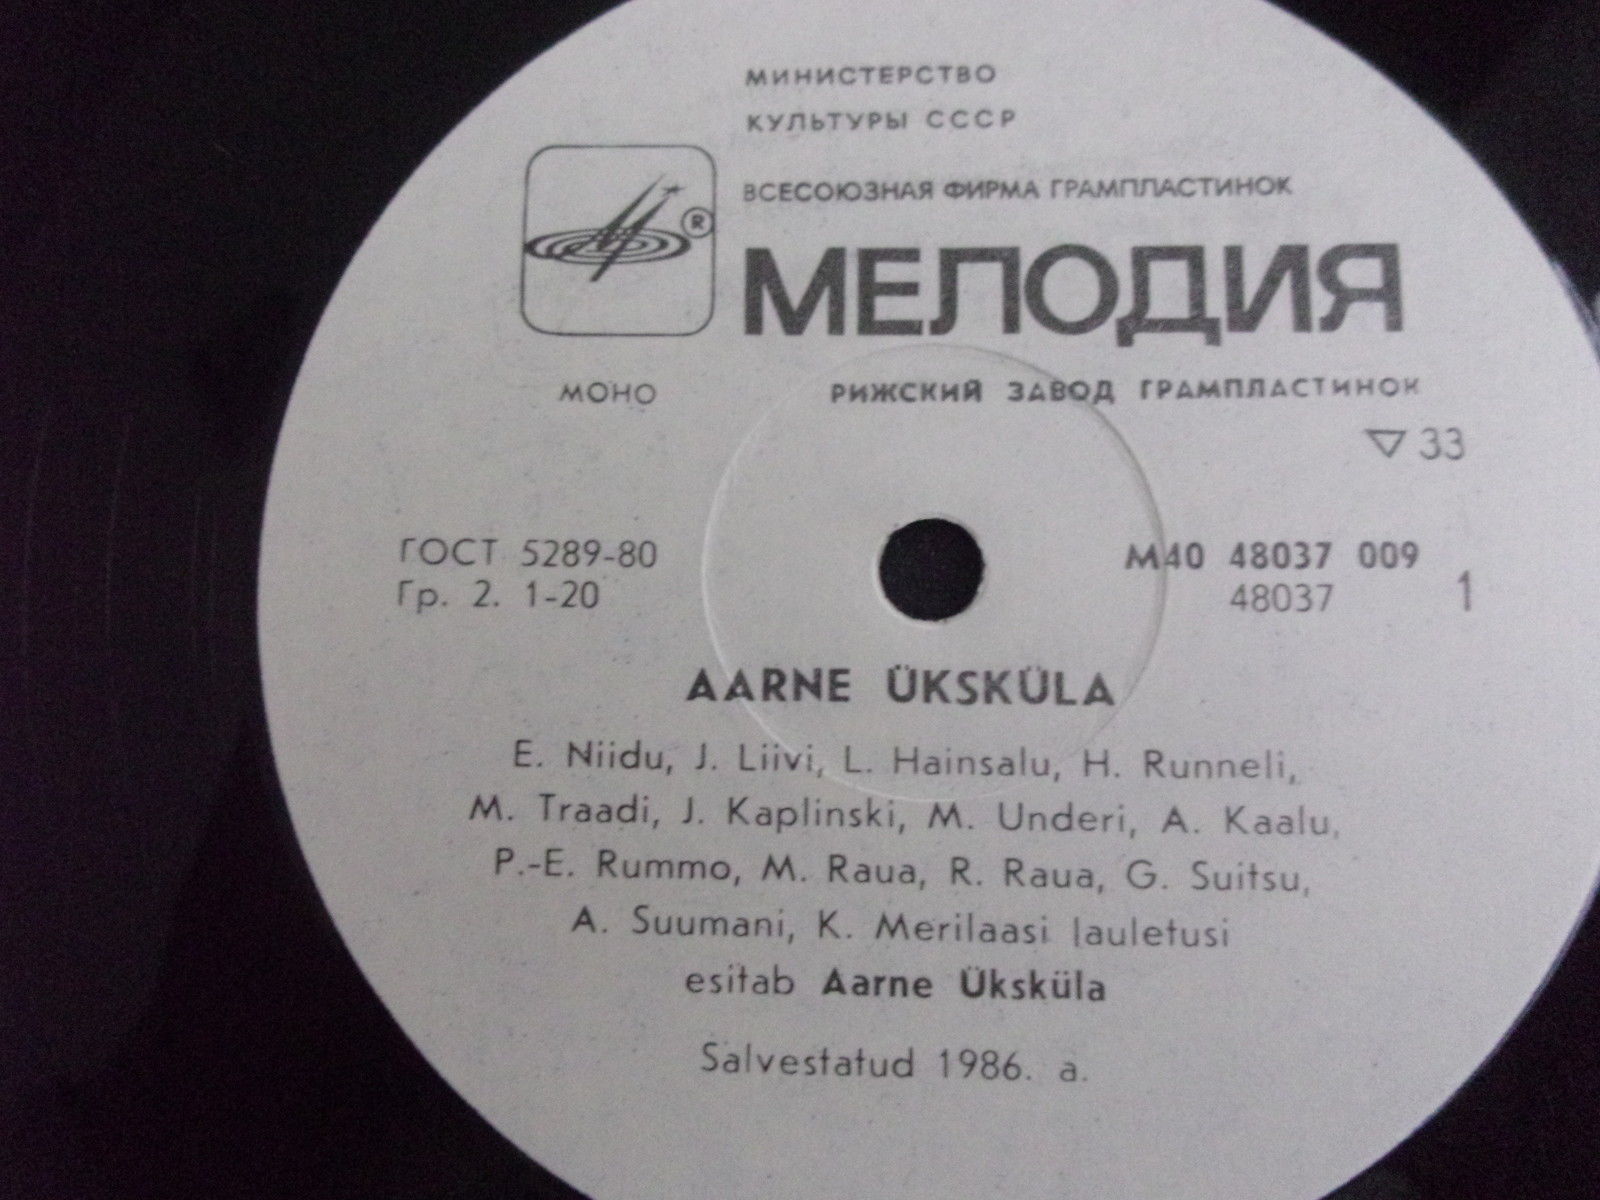 МИНИСТЕРСТВО
КУЛЬТУРЫ СССР
ВСЕСОЮЗНАЯ ФИРМА ГРАМПЛАСТИНОК
®
МЕЛОДИЯ
МОНО
РИЖСКИЙ ЗАВОД ГРАМПЛАСТИНОК
▽ 33
ГОСТ 5289-80
М40 48037 009
Гр. 2. 1-20
48037
1
AARNE ÜKSKÜLA
E. Niidu, J. Liivi, L. Hainsalu, H. Runneli,
M. Traadi, J. Kaplinski, M. Underi, A. Kaalu,
P.-E. Rummo, M. Raua, R. Raua, G. Suitsu,
A. Suumani, K. Merilaasi lauletusi
esitab Aarne Üksküla
Salvestatud 1986. a.